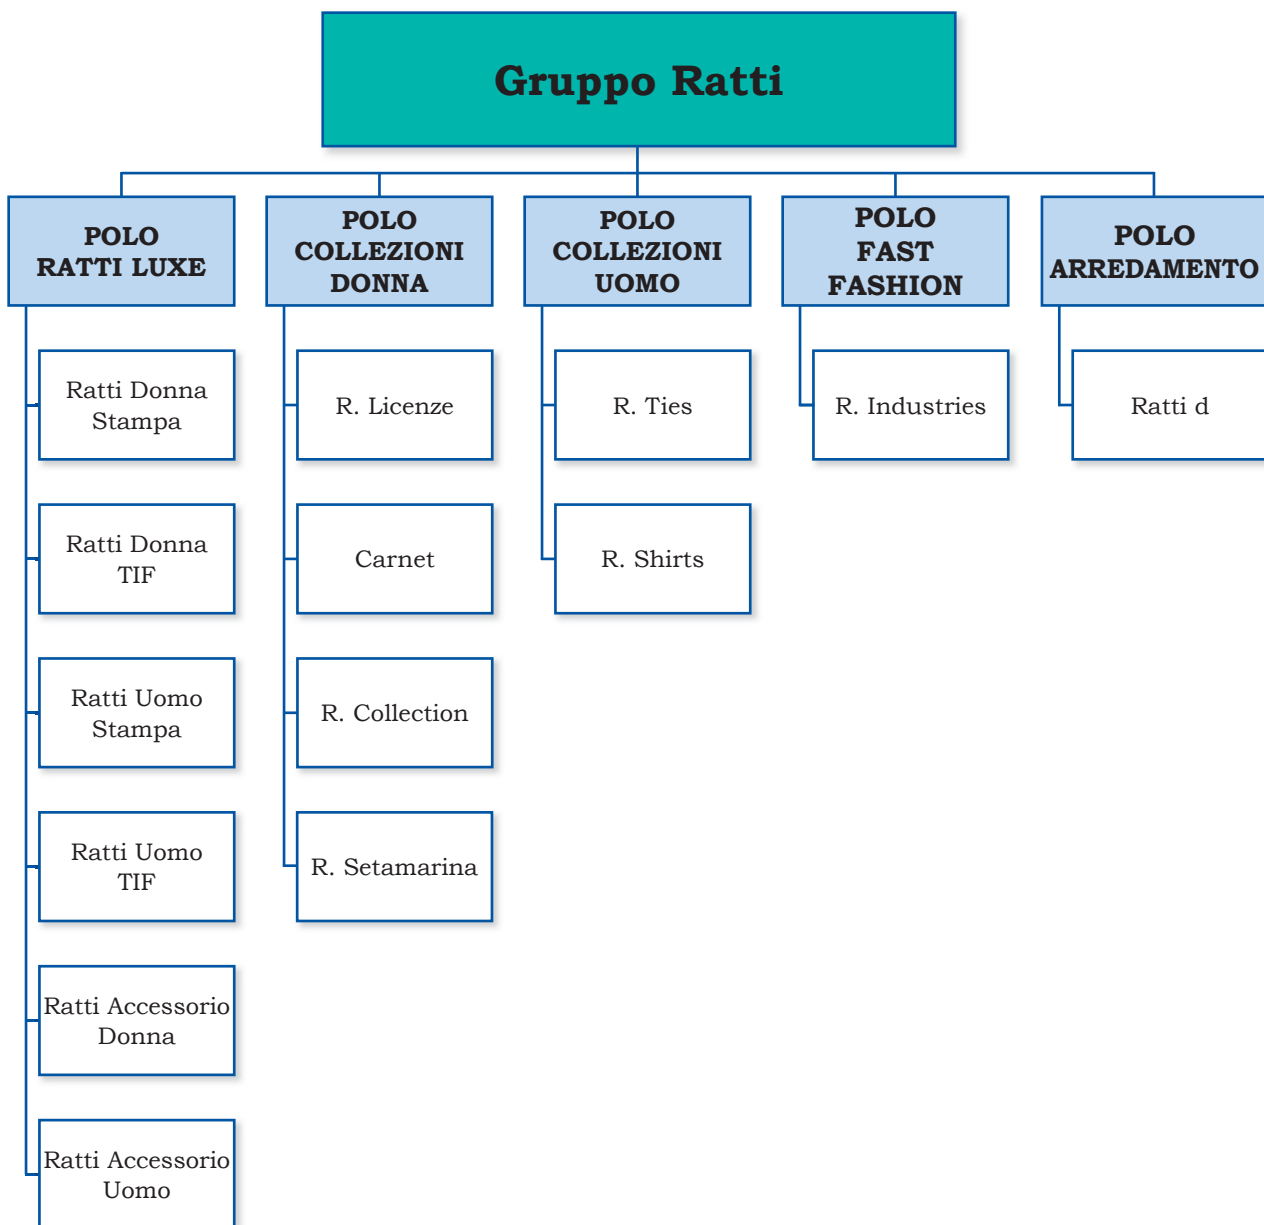 Gruppo Ratti
POLO
RATTI LUXE
Ratti Donna
Stampa
Ratti Donna
TIF
Ratti Uomo
Stampa
Ratti Uomo
TIF
Ratti Accessorio
Donna
Ratti Accessorio
Uomo
POLO
COLLEZIONI
DONNA
R. Licenze
Carnet
R. Collection
R. Setamarina
POLO
COLLEZIONI
UOMO
R. Ties
R. Shirts
POLO
FAST
FASHION
R. Industries
POLO
ARREDAMENTO
Ratti d